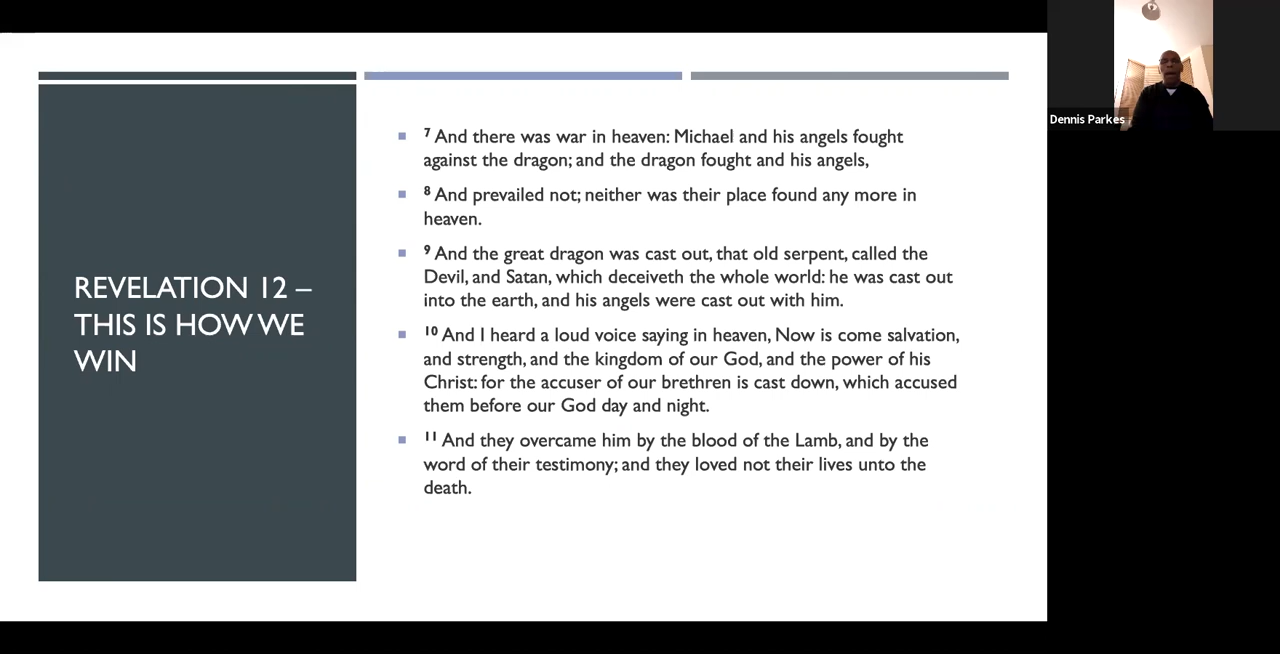 REVELATION 12 –
THIS IS HOW WE
WIN
7 And there was war in heaven: Michael and his angels fought
against the dragon; and the dragon fought and his angels,
8 And prevailed not; neither was their place found any more in
heaven.
9 And the great dragon was cast out, that old serpent, called the
Devil, and Satan, which deceiveth the whole world: he was cast out
into the earth, and his angels were cast out with him.
10 And I heard a loud voice saying in heaven, Now is come salvation,
and strength, and the kingdom of our God, and the power of his
Christ: for the accuser of our brethren is cast down, which accused
them before our God day and night.
11 And they overcame him by the blood of the Lamb, and by the
word of their testimony; and they loved not their lives unto the
death.
Dennis Parkes